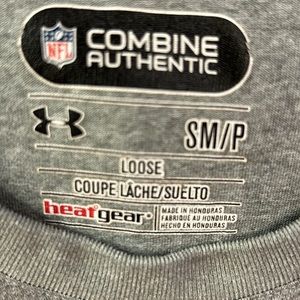 NFL
COMBINE
AUTHENTIC
SM/P
LOOSE
COUPE LÂCHE/SUELTO
heatgear®
MADE IN HONDURAS
FABRIQUÉ AU HONDURAS
HECHO EN HONDURAS